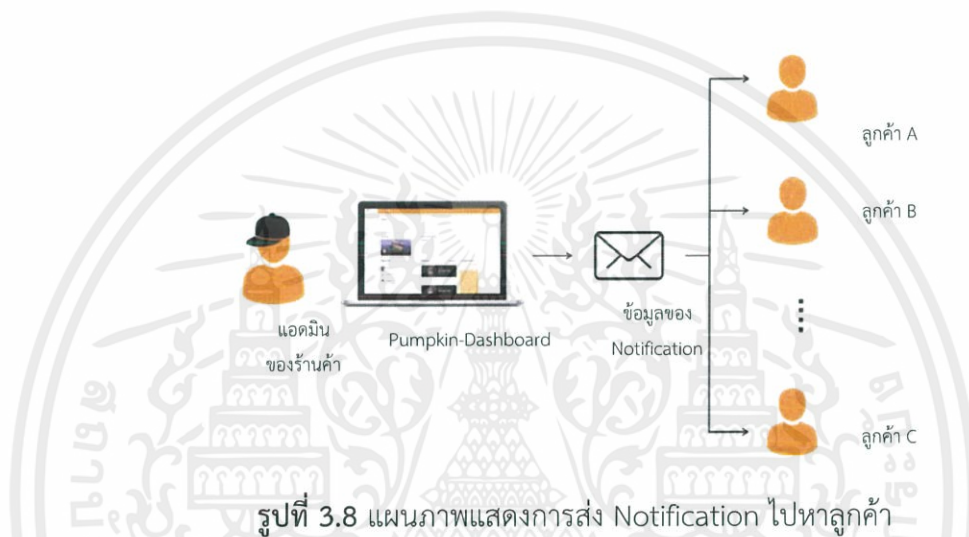 ลูกค้า A
ลูกค้า B
แอดมิน
ของร้านค้า
Pumpkin-Dashboard
ข้อมูลของ
Notification
ลูกค้า C
รูปที่ 3.8 แผนภาพแสดงการส่ง Notification ไปหาลูกค้า